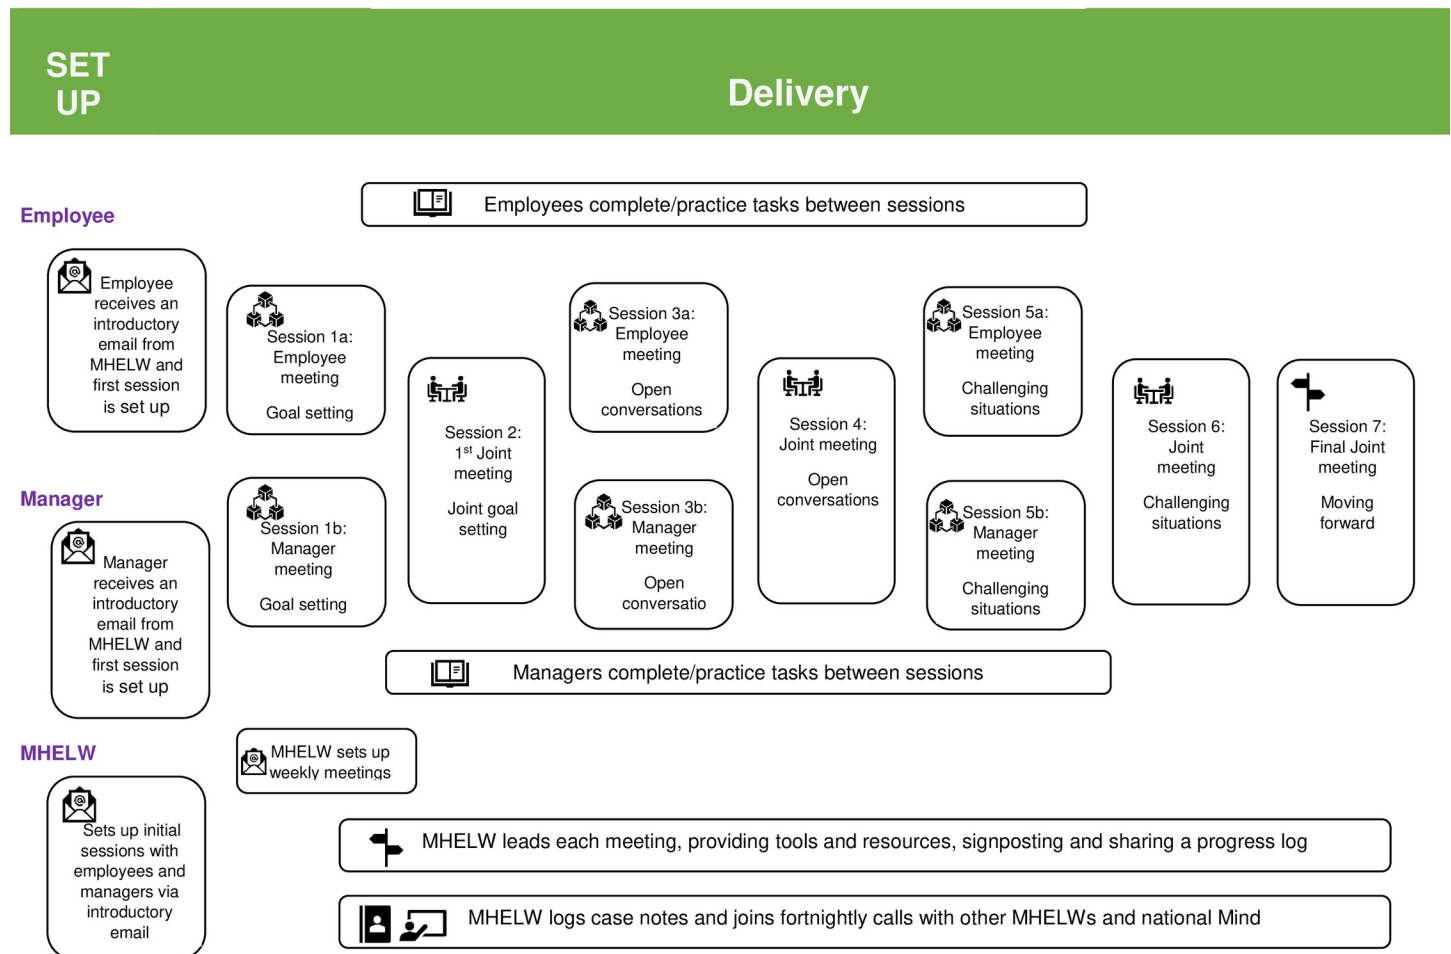 SET
UP
Delivery
Employee
Employees complete/practice tasks between sessions
Employee
receives an
introductory
email from
MHELW and
first session
is set up
Session 1a:
Employee
meeting
Goal setting
Session 2:
1st Joint
meeting
Joint goal
setting
Session 3a:
Employee
meeting
Open
conversations
Session 4:
Joint meeting
Open
conversations
Session 5a:
Employee
meeting
Challenging
situations
Session 6:
Joint
meeting
Challenging
situations
Session 7:
Final Joint
meeting
Moving
forward
Manager
Manager
receives an
introductory
email from
MHELW and
first session
is set up
Session 1b:
Manager
meeting
Goal setting
Session 3b:
Manager
meeting
Open
conversatio
Session 5b:
Manager
meeting
Challenging
situations
Managers complete/practice tasks between sessions
MHELW
Sets up initial
sessions with
employees and
managers via
introductory
email
MHELW sets up
weekly meetings
MHELW leads each meeting, providing tools and resources, signposting and sharing a progress log
MHELW logs case notes and joins fortnightly calls with other MHELWs and national Mind